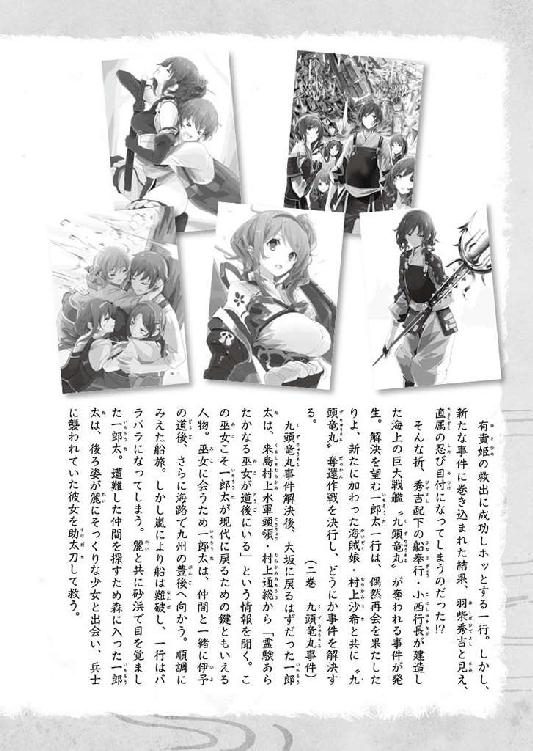 有貴姫の救出に成功しホッとする一行。しかし、
新たな事件に巻き込まれた結果、羽柴秀吉と見え、
直属の忍び目付になってしまうのだった!?
そんな折、秀吉配下の船奉行・小西行長が建造し
た海上の巨大戦艦〝九頭竜丸〟が奪われる事件が発
生。解決を望む一郎太一行は、偶然再会を果たした
りよ、新たに加わった海賊娘・村上沙希と共に〝九
頭竜丸〟奪還作戦を決行し、どうにか事件を解決す
る。
(二巻 九頭竜丸事件)
九頭竜丸事件解決後、大坂に戻るはずだった一郎
太は、来島村上水軍頭領・村上通総から「霊験あら
たかなる巫女が道後にいる」という情報を聞く。こ
の巫女こそ一郎太が現代に戻るための鍵ともいえる
人物。巫女に会うため一郎太は、仲間と一緒に伊予
の道後、さらに海路で九州の豊後へ向かう。順調に
みえた船旅。しかし嵐により船は難破し、一行はバ
ラバラになってしまう。麗と共に砂浜で目を覚まし
た一郎太。遭難した仲間を探すため森に入った一郎
太は、後ろ姿が麗にそっくりな少女と出会い、兵士
に襲われていた彼女を助太刀して救う。